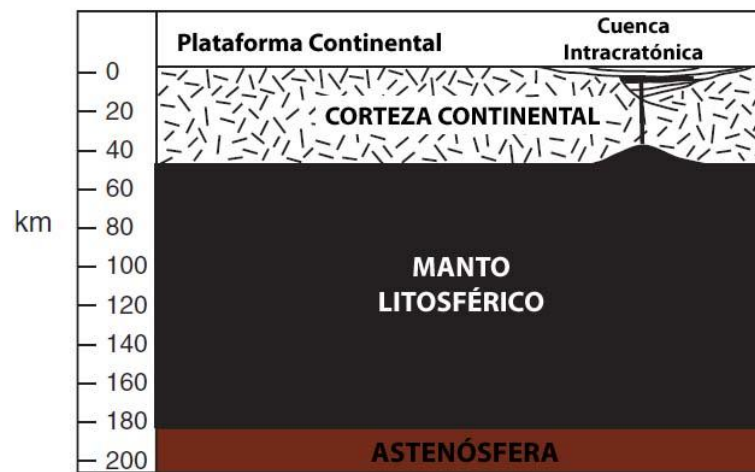 Plataforma Continental
Cuenca
Intracratónica
CORTEZA CONTINENTAL
MANTO
LITOSFÉRICO
ASTENÓSFERA
km
0
20
40
60
80
100
120
140
160
180
200